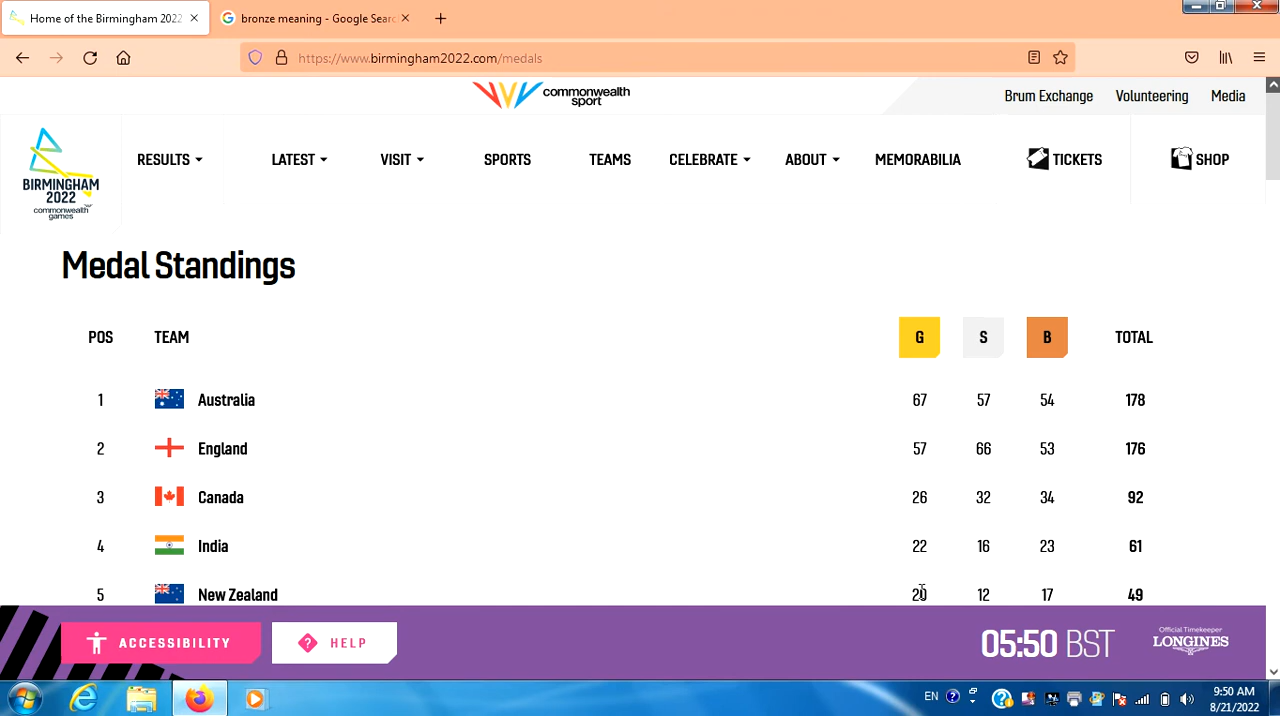 Home of the Birmingham 2022
bronze meaning - Google Searc
https://www.birmingham2022.com/medals
commonwealth
sport
Brum Exchange Volunteering Media
BIRMINGHAM
2022
commonwealth
games
RESULTS LATEST VISIT SPORTS TEAMS CELEBRATE ABOUT MEMORABILIA TICKETS SHOP
Medal Standings
POS TEAM G S B TOTAL
1 Australia 67 57 54 178
2 England 57 66 53 176
3 Canada 26 32 34 92
4 India 22 16 23 61
5 New Zealand 20 12 17 49
ACCESSIBILITY ? HELP
05:50 BST
Official Timekeeper
LONGINES
EN
9:50 AM
8/21/2022